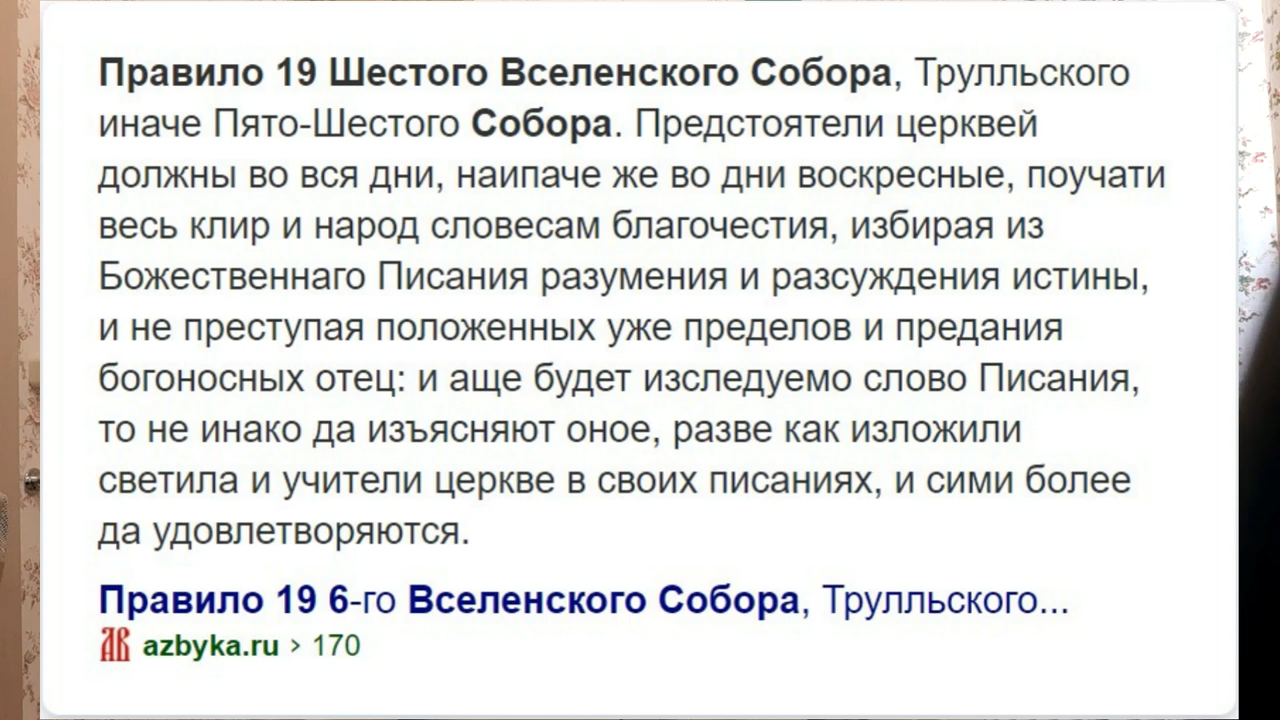 Правило 19 Шестого Вселенского Собора, Трулльского
иначе Пято-Шестого Собора. Предстоятели церквей
должны во вся дни, наипаче же во дни воскресные, поучати
весь клир и народ словесам благочестия, избирая из
Божественнаго Писания разумения и разсуждения истины,
и не преступая положенных уже пределов и предания
богоносных отец: и аще будет изследуемо слово Писания,
то не инако да изъясняют оное, разве как изложили
светила и учители церкве в своих писаниях, и сими более
да удовлетворяются.
Правило 19 6-го Вселенского Собора, Трулльского...
АВ azbyka.ru › 170